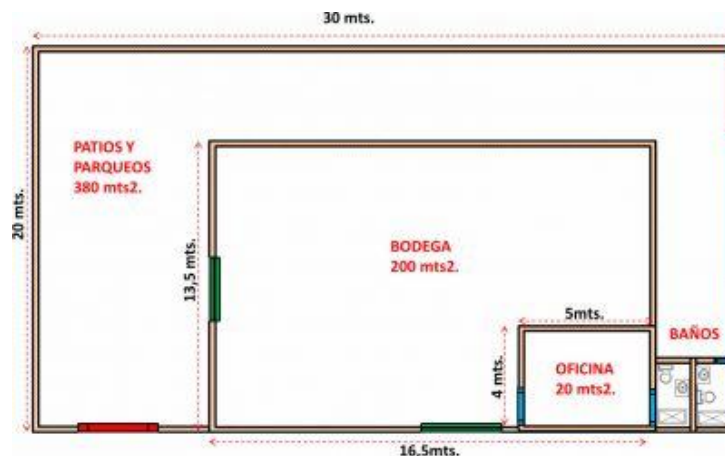 30 mts.
PATIOS Y
PARQUEOS
380 mts2.
20 mts.
13,5 mts.
BODEGA
200 mts2.
5mts.
BAÑOS
4 mts.
OFICINA
20 mts2.
16,5mts.